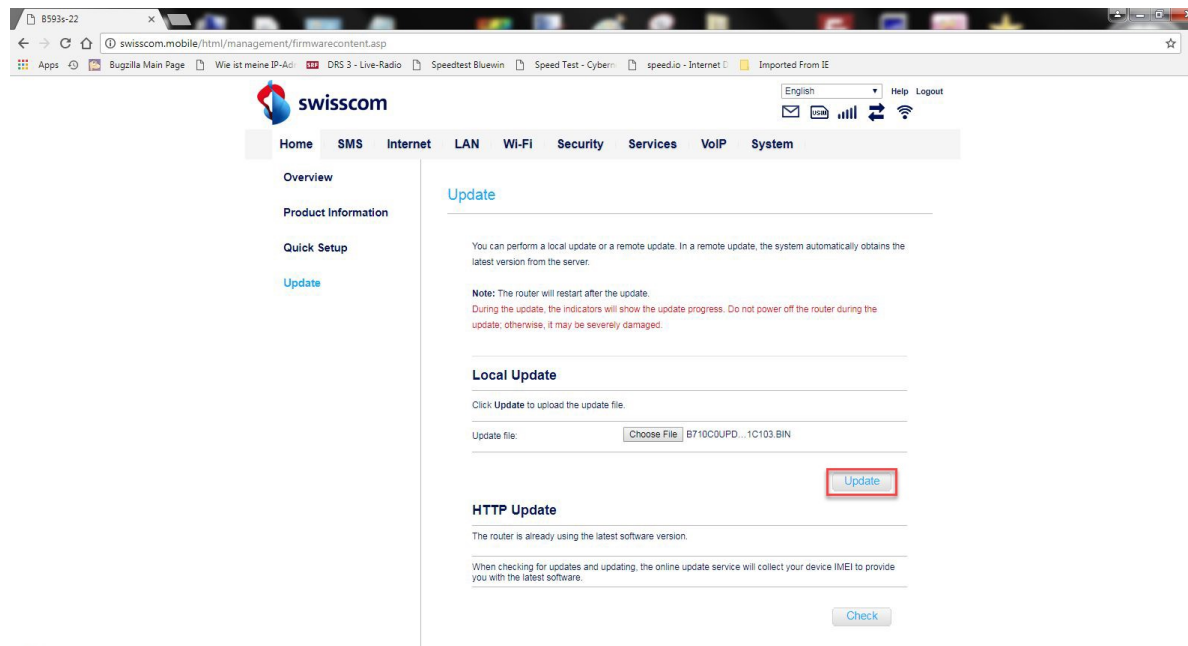 B593s-22
swisscom.mobile/html/management/firmwarecontent.asp
Apps Bugzilla Main Page Wie ist meine IP-Ad DRS 3 - Live-Radio Speedtest Bluewin Speed Test - Cybern speed.io - Internet D Imported From IE
swisscom
English Help Logout
Home SMS Internet LAN Wi-Fi Security Services VoIP System
Overview
Product Information
Quick Setup
Update
Update
You can perform a local update or a remote update. In a remote update, the system automatically obtains the
latest version from the server.
Note: The router will restart after the update.
During the update, the indicators will show the update progress. Do not power off the router during the
update; otherwise, it may be severely damaged.
Local Update
Click Update to upload the update file.
Update file: Choose File B710C0UPD...1C103.BIN
Update
HTTP Update
The router is already using the latest software version.
When checking for updates and updating, the online update service will collect your device IMEI to provide
you with the latest software.
Check